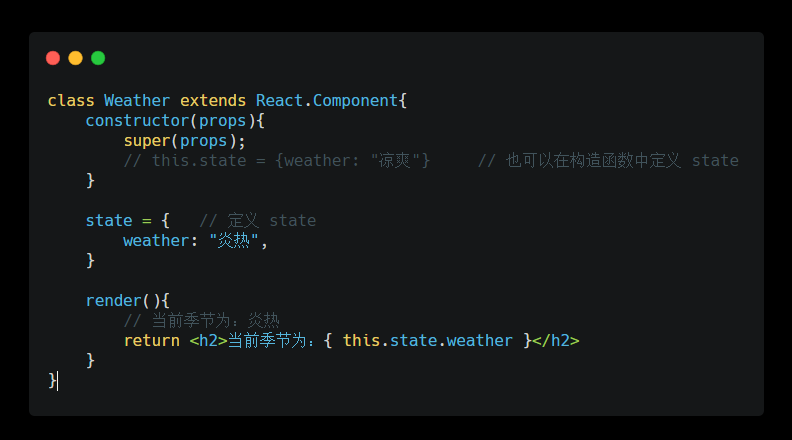 class Weather extends React.Component{
    constructor(props){
        super(props);
        // this.state = {weather: "凉爽"}     // 也可以在构造函数中定义 state
    }

    state = {   // 定义 state
        weather: "炎热",
    }

    render(){
        // 当前季节为：炎热
        return <h2>当前季节为：{ this.state.weather }</h2>
    }
}